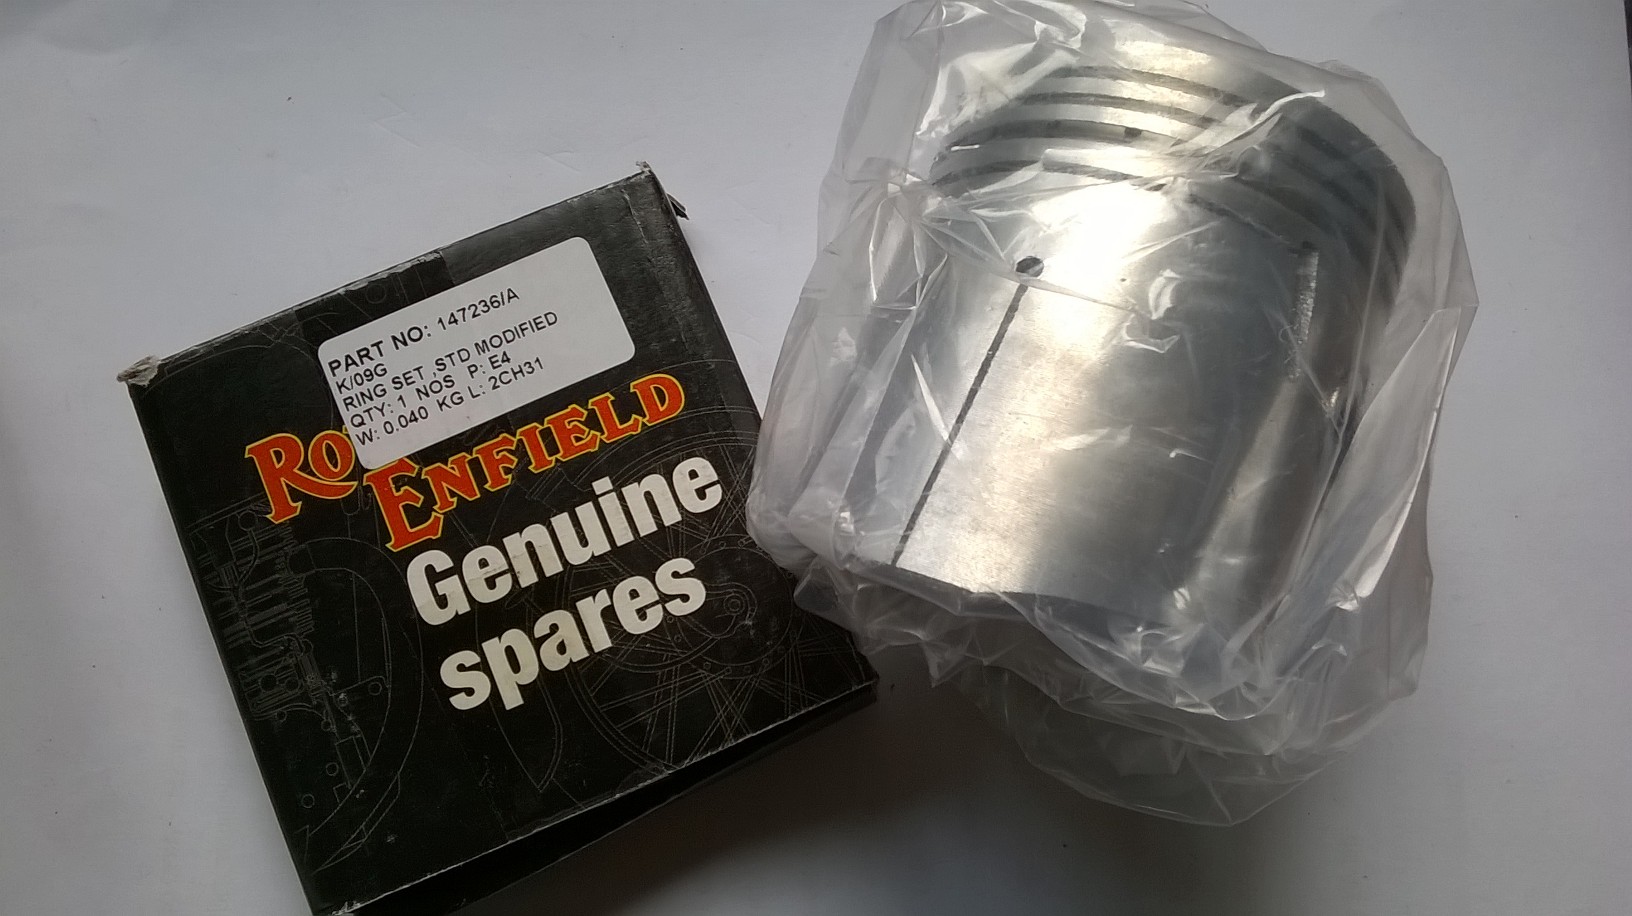 PART NO: 147236/A
K/09G
RING SET ,STD MODIFIED
QTY: 1 NOS P: E4
W: 0.040 KG L: 2CH31
RO
ENFIELD
Genuine
spares